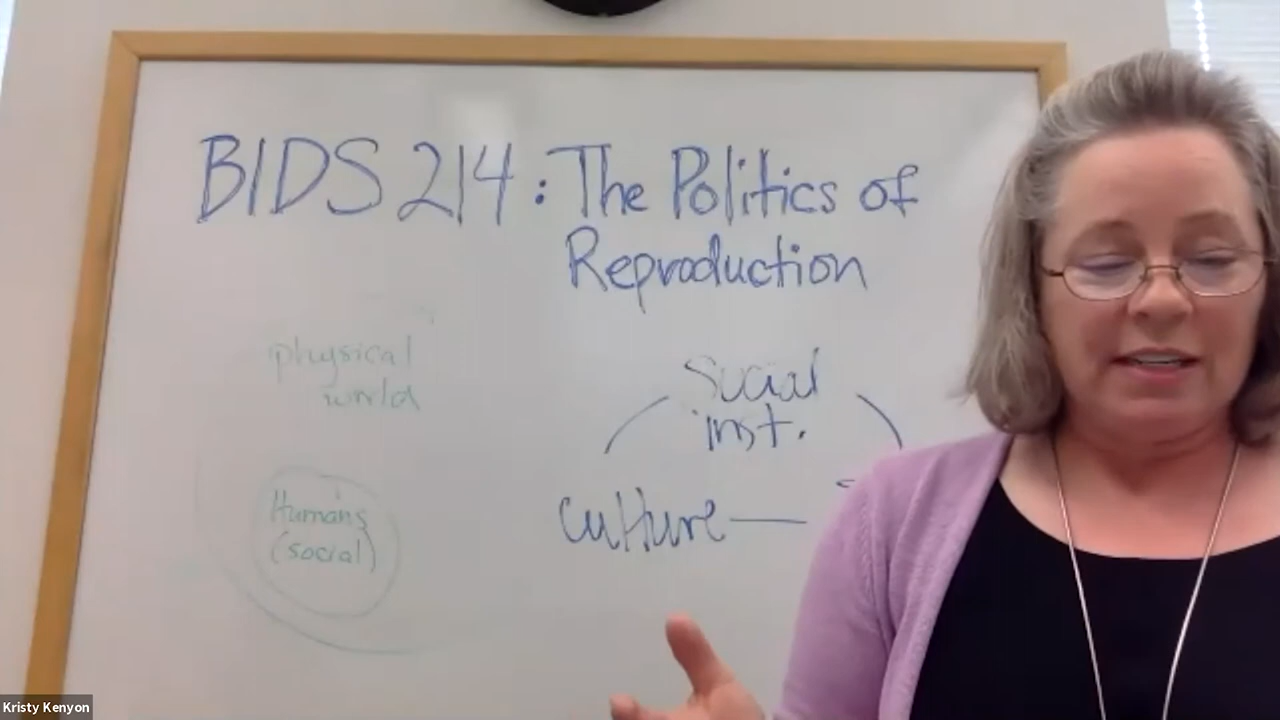 BIDS 214: The Politics of
Reproduction
physical
world
Humans
(social)
Social
inst.
culture
Kristy Kenyon